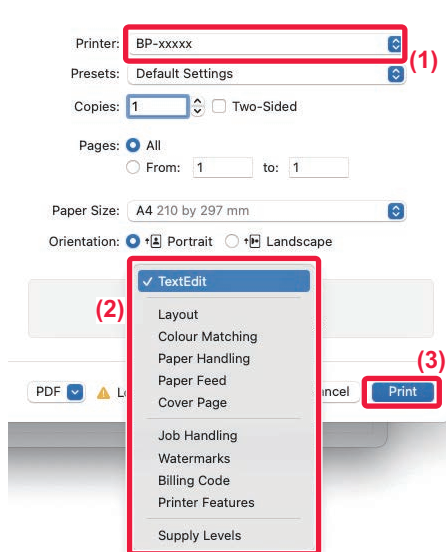 Printer: BP-xxxxx
(1)
Presets: Default Settings
Copies: 1 Two-Sided
Pages: All
From: 1 to: 1
Paper Size: A4 210 by 297 mm
Orientation: Portrait Landscape
✓ TextEdit
(2)
Layout
Colour Matching
Paper Handling
Paper Feed
Cover Page
(3)
PDF Print
Job Handling
Watermarks
Billing Code
Printer Features
Supply Levels